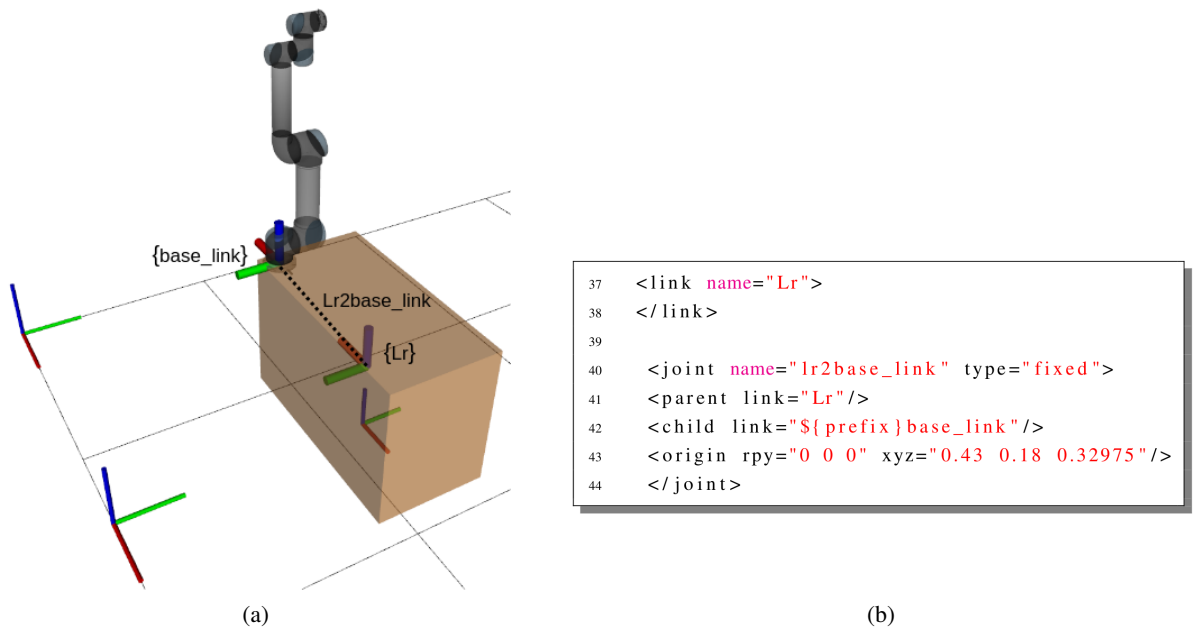 {base_link}
Lr2base_link
{Lr}
37 <link name="Lr">
38 </link>
39
40 <joint name="lr2base_link" type="fixed">
41 <parent link="Lr"/>
42 <child link="${prefix}base_link"/>
43 <origin rpy="0 0 0" xyz="0.43 0.18 0.32975"/>
44 </joint>
(a)
(b)